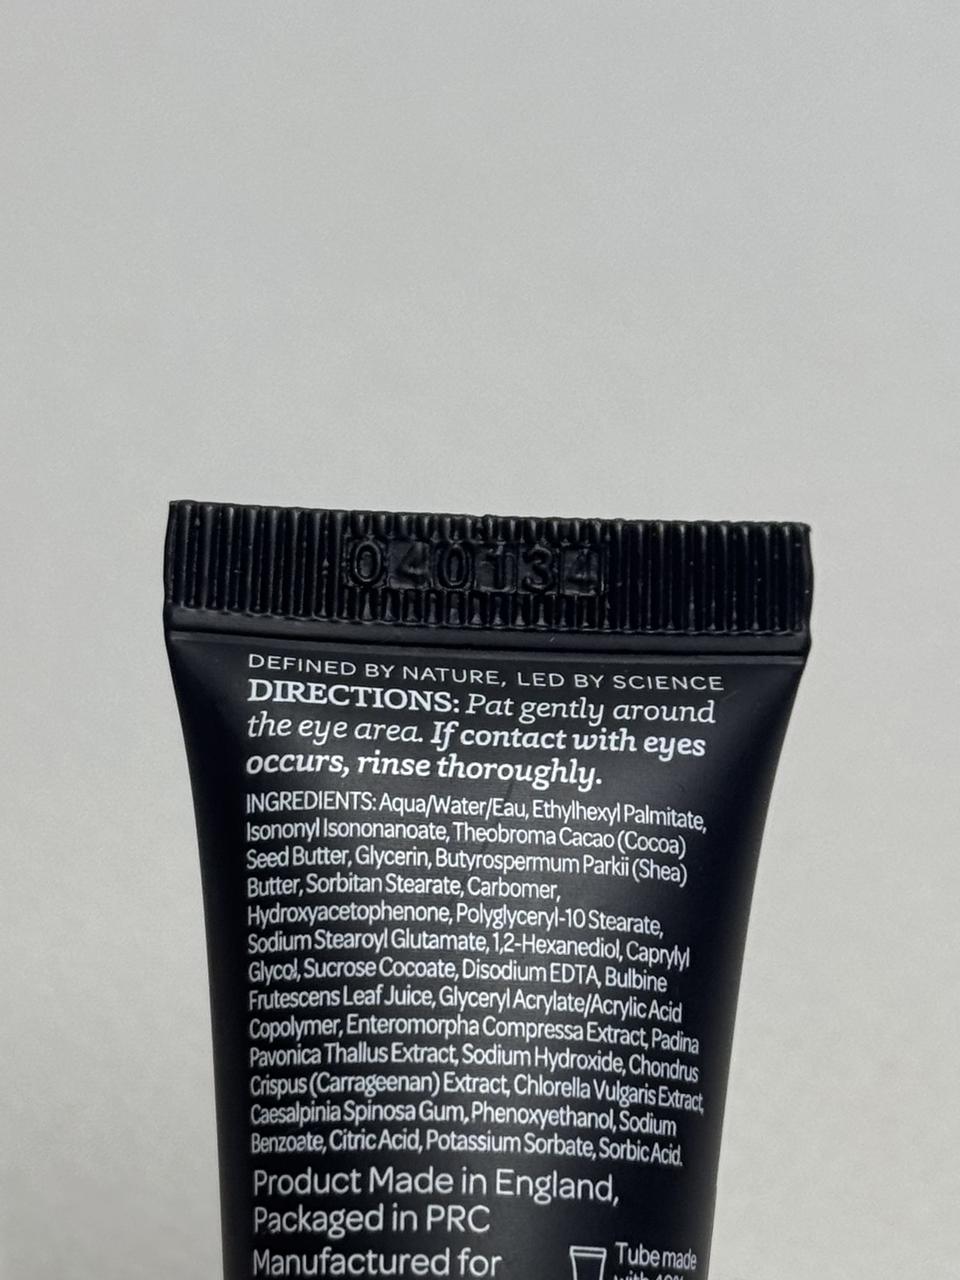 040134
DEFINED BY NATURE, LED BY SCIENCE
DIRECTIONS: Pat gently around
the eye area. If contact with eyes
occurs, rinse thoroughly.
INGREDIENTS: Aqua/Water/Eau, Ethylhexyl Palmitate,
Isononyl Isononanoate, Theobroma Cacao (Cocoa)
Seed Butter, Glycerin, Butyrospermum Parkii (Shea)
Butter, Sorbitan Stearate, Carbomer,
Hydroxyacetophenone, Polyglyceryl-10 Stearate,
Sodium Stearoyl Glutamate, 1,2-Hexanediol, Caprylyl
Glycol, Sucrose Cocoate, Disodium EDTA, Bulbine
Frutescens Leaf Juice, Glyceryl Acrylate/Acrylic Acid
Copolymer, Enteromorpha Compressa Extract, Padina
Pavonica Thallus Extract, Sodium Hydroxide, Chondrus
Crispus (Carrageenan) Extract, Chlorella Vulgaris Extract,
Caesalpinia Spinosa Gum, Phenoxyethanol, Sodium
Benzoate, Citric Acid, Potassium Sorbate, Sorbic Acid.
Product Made in England,
Packaged in PRC
Manufactured for
Tube made